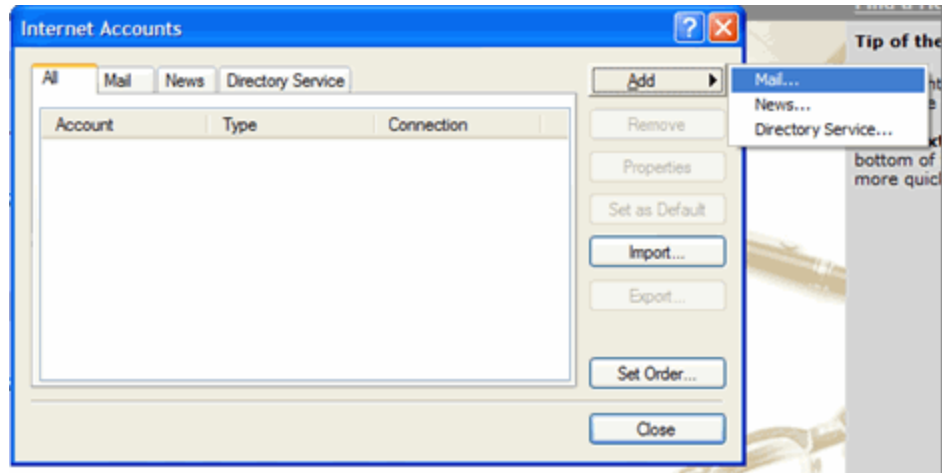 Internet Accounts
All Mail News Directory Service
Account Type Connection
Add
Remove
Properties
Set as Default
Import...
Export...
Set Order...
Close
Mail...
News...
Directory Service...
Tip of the
bottom of
more quicl